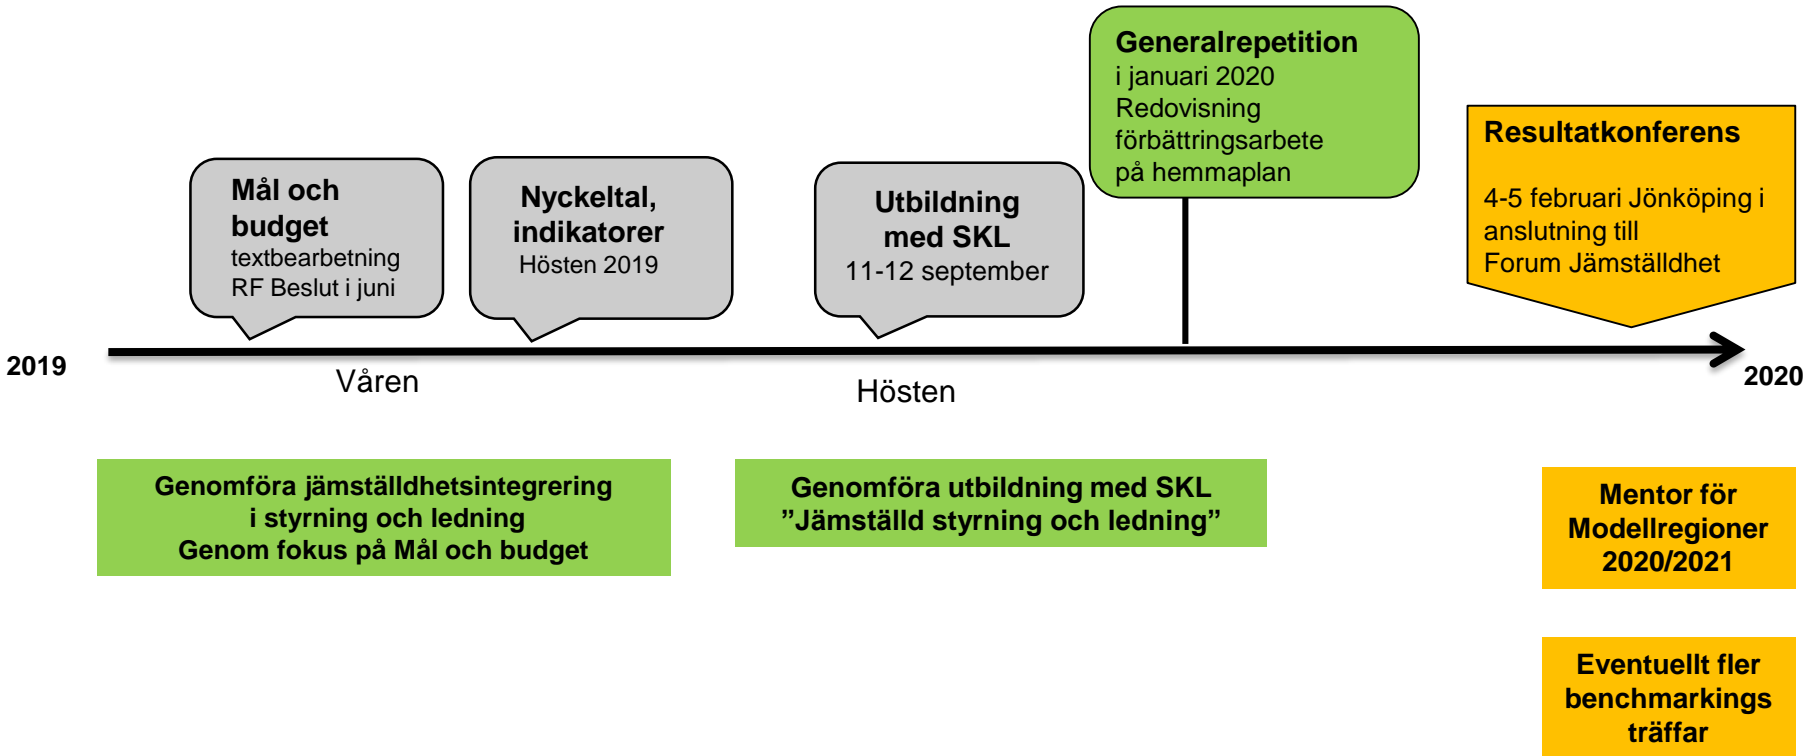 Generalrepetition
i januari 2020
Redovisning
förbättringsarbete
på hemmaplan
Resultatkonferens
4-5 februari Jönköping i
anslutning till
Forum Jämställdhet
Mål och
budget
textbearbetning
RF Beslut i juni
Nyckeltal,
indikatorer
Hösten 2019
Utbildning
med SKL
11-12 september
2019
Våren
Hösten
2020
Genomföra jämställdhetsintegrering
i styrning och ledning
Genom fokus på Mål och budget
Genomföra utbildning med SKL
”Jämställd styrning och ledning”
Mentor för
Modellregioner
2020/2021
Eventuellt fler
benchmarkings
träffar